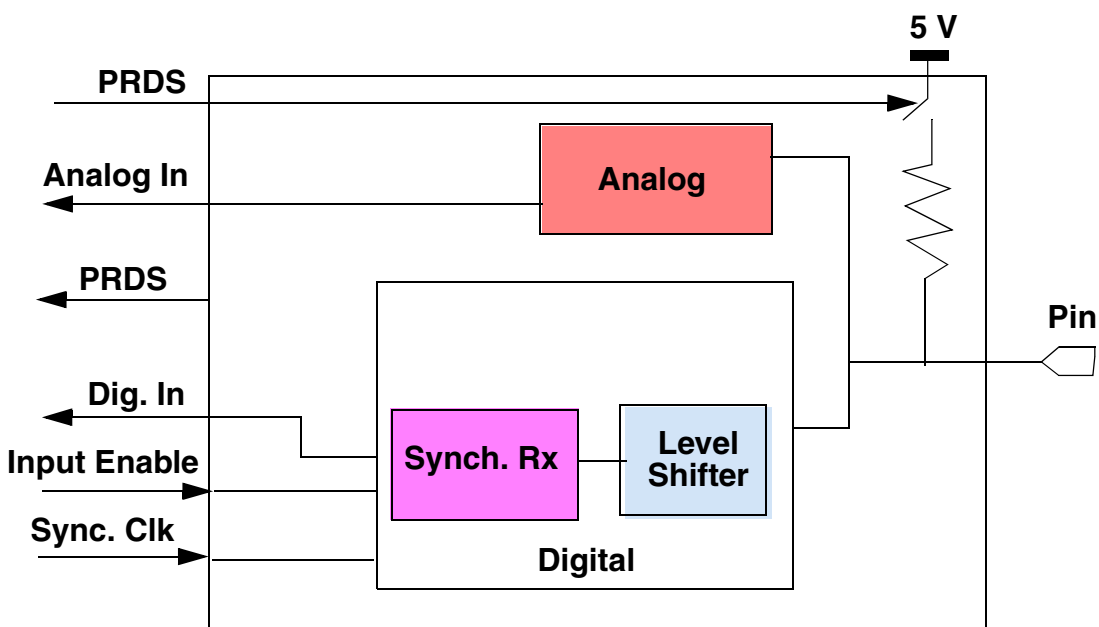 5 V
PRDS
Analog In
Analog
PRDS
Pin
Dig. In
Input Enable
Synch. Rx
Level
Shifter
Sync. Clk
Digital